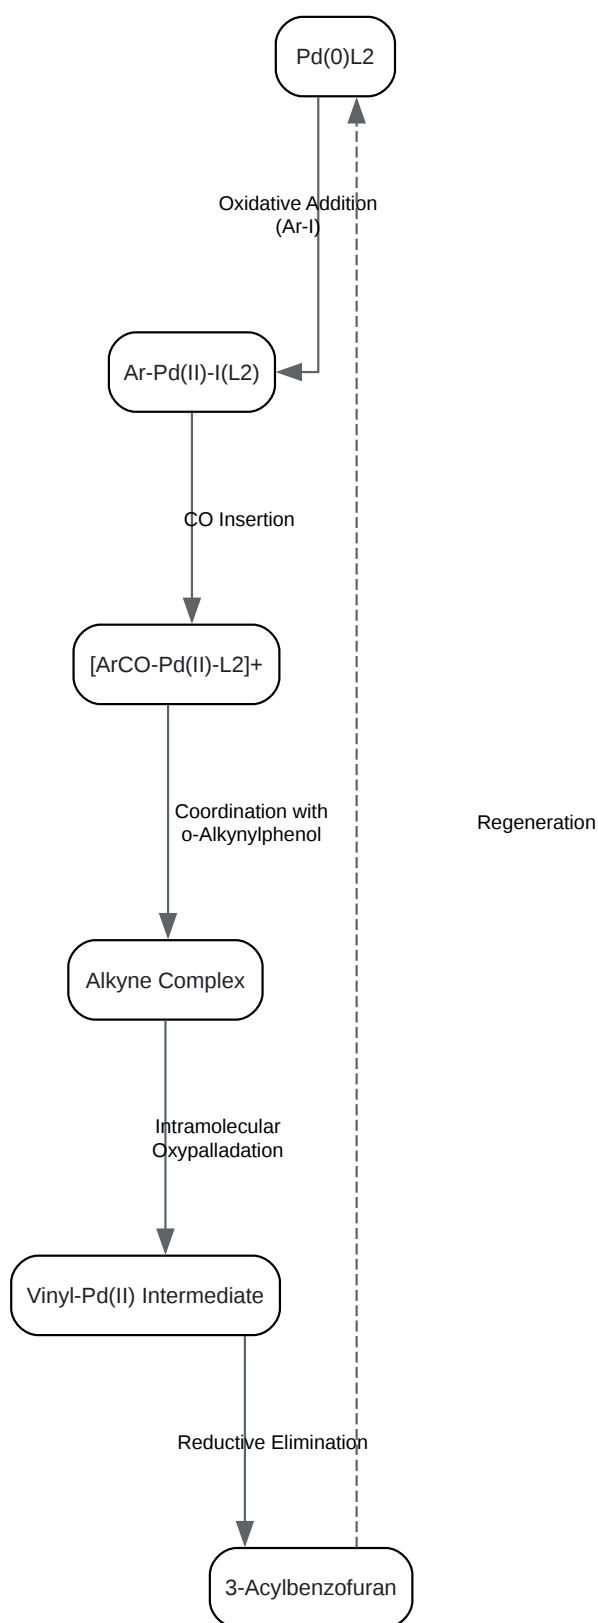 Pd(0)L2
Oxidative Addition
(Ar-I)
Ar-Pd(II)-I(L2)
CO Insertion
[ArCO-Pd(II)-L2]+
Coordination with
o-Alkynylphenol
Regeneration
Alkyne Complex
Intramolecular
Oxypalladation
Vinyl-Pd(II) Intermediate
Reductive Elimination
3-Acylbenzofuran